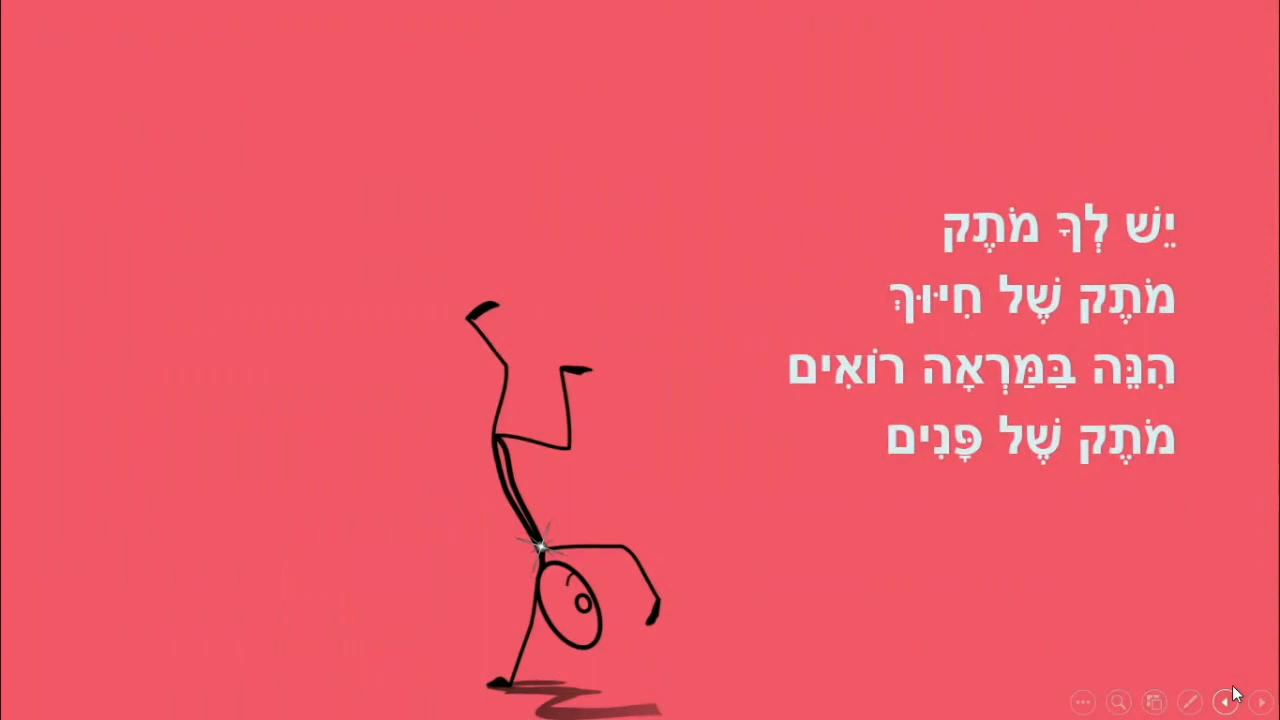 יֵשׁ לְךָ מֹתֶק
מֹתֶק שֶׁל חִיּוּךְ
הִנֵּה בַּמַּרְאָה רוֹאִים
מֹתֶק שֶׁל פָּנִים